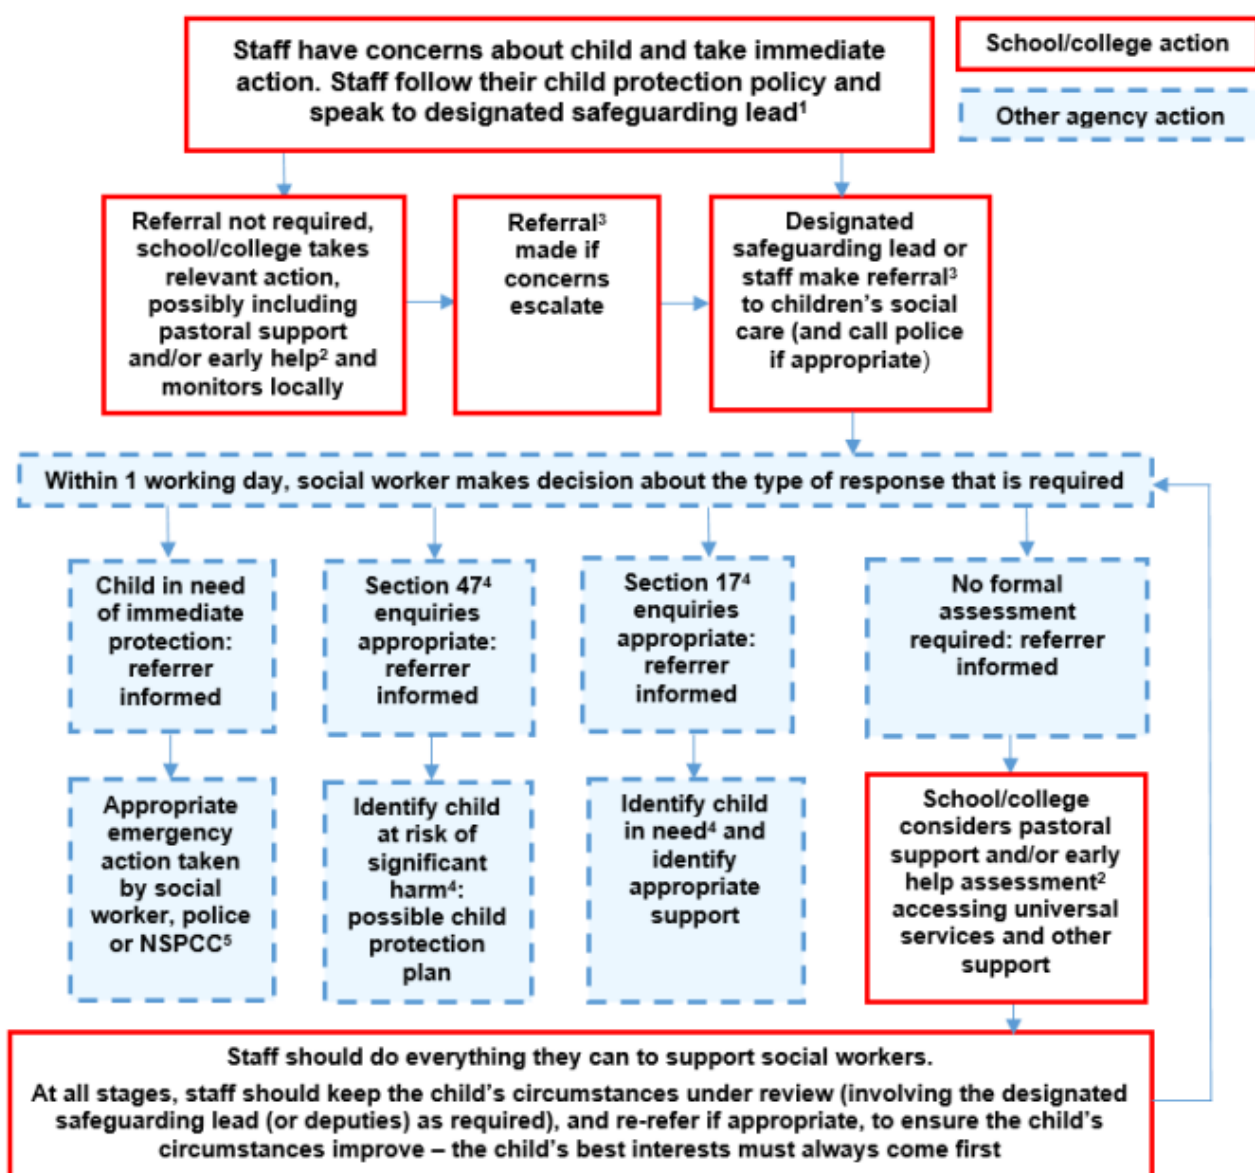 Staff have concerns about child and take immediate
action. Staff follow their child protection policy and
speak to designated safeguarding lead¹
School/college action
Other agency action
Referral not required,
school/college takes
relevant action,
possibly including
pastoral support
and/or early help² and
monitors locally
Referral³
made if
concerns
escalate
Designated
safeguarding lead or
staff make referral³
to children’s social
care (and call police
if appropriate)
Within 1 working day, social worker makes decision about the type of response that is required
Child in need
of immediate
protection:
referrer
informed
Section 47⁴
enquiries
appropriate:
referrer
informed
Section 17⁴
enquiries
appropriate:
referrer
informed
No formal
assessment
required: referrer
informed
Appropriate
emergency
action taken
by social
worker, police
or NSPCC⁵
Identify child
at risk of
significant
harm⁴:
possible child
protection
plan
Identify child
in need⁴ and
identify
appropriate
support
School/college
considers pastoral
support and/or early
help assessment²
accessing universal
services and other
support
Staff should do everything they can to support social workers.
At all stages, staff should keep the child’s circumstances under review (involving the designated
safeguarding lead (or deputies) as required), and re-refer if appropriate, to ensure the child’s
circumstances improve – the child’s best interests must always come first